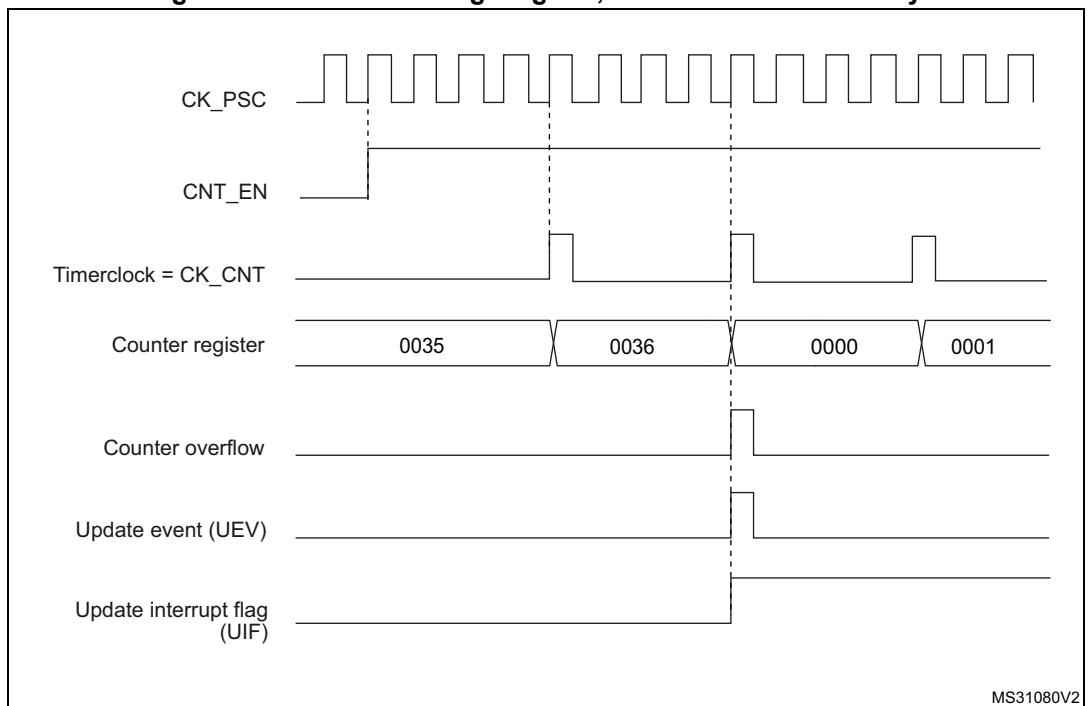 CK_PSC
CNT_EN
Timerclock = CK_CNT
Counter register
0035
0036
0000
0001
Counter overflow
Update event (UEV)
Update interrupt flag
(UIF)
MS31080V2